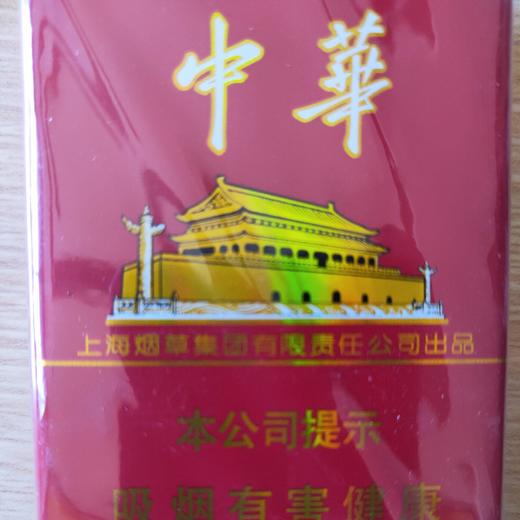 中華
上海烟草集团有限责任公司出品
本公司提示
吸烟有害健康